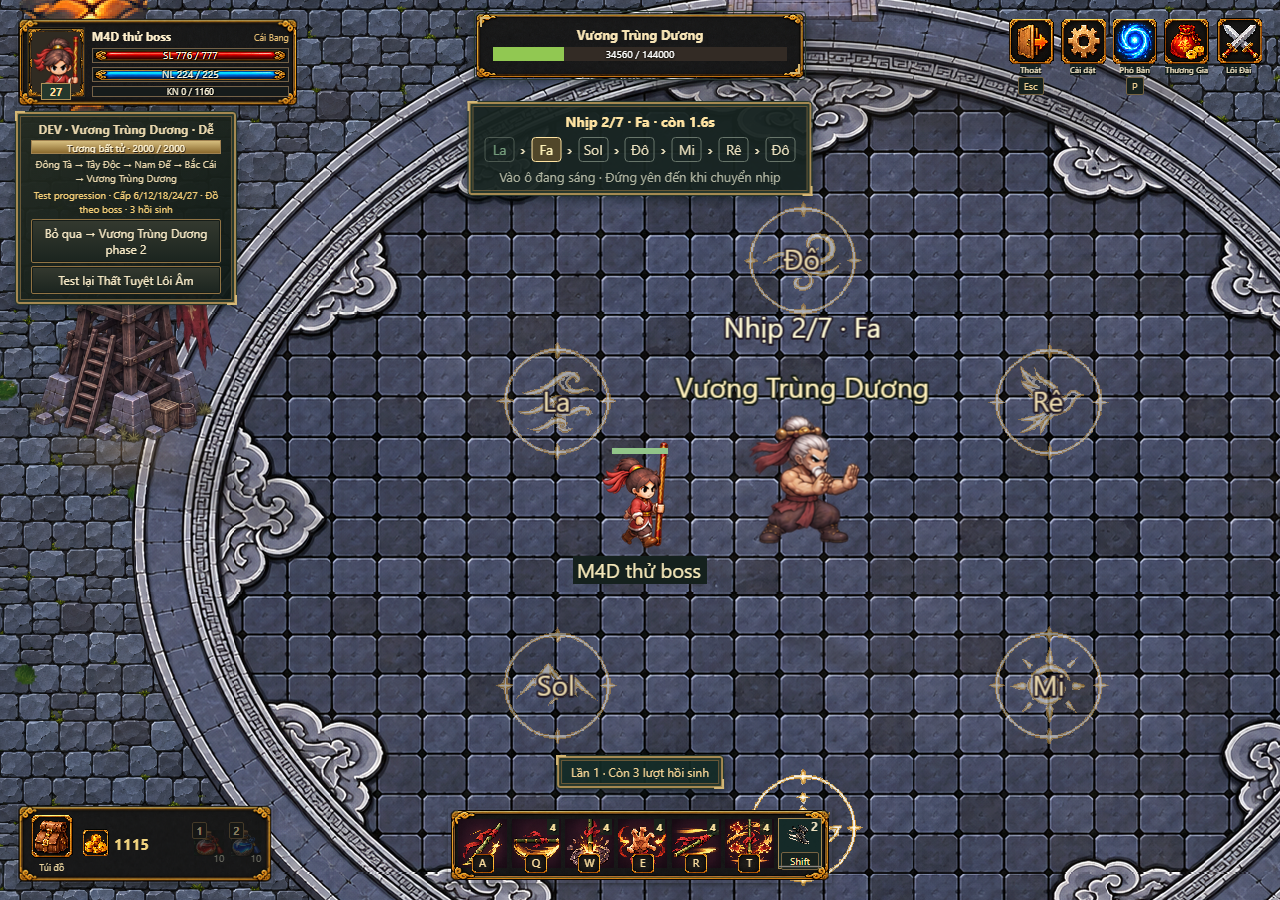 M4D thử boss
Cái Bang
SL 776 / 777
NL 224 / 225
27
KN 0 / 1160
Vương Trùng Dương
34560 / 144000
Thoát
Cài đặt
Phó Bản
Thương Gia
Lôi Đài
Esc
P
DEV · Vương Trùng Dương · Dễ
Tương bất tử · 2000 / 2000
Đông Tà → Tây Độc → Nam Đế → Bắc Cái
→ Vương Trùng Dương
Test progression · Cấp 6/12/18/24/27 · Đồ
theo boss · 3 hồi sinh
Bỏ qua → Vương Trùng Dương
phase 2
Test lại Thất Tuyệt Lôi Âm
Nhịp 2/7 · Fa · còn 1.6s
La › Fa › Sol › Đô › Mi › Rê › Đô
Vào ô đang sáng · Đứng yên đến khi chuyển nhịp
Đô
Nhịp 2/7 · Fa
La
Vương Trùng Dương
Rê
M4D thử boss
Sol
Mi
Lần 1 · Còn 3 lượt hồi sinh
Túi đồ
1115
1
10
2
10
A
4
Q
4
W
4
E
4
R
4
T
2
Shift